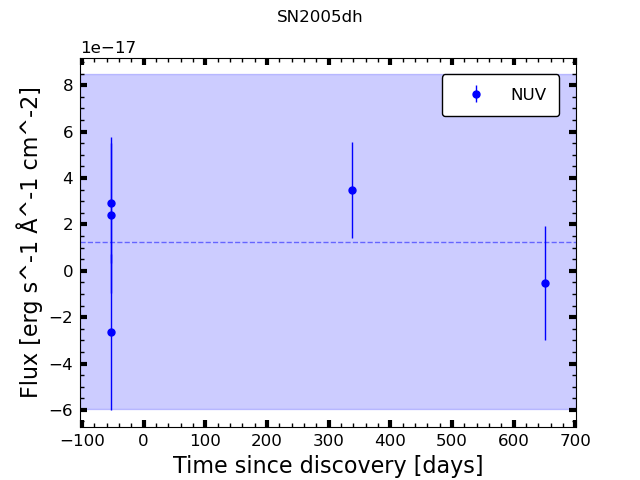 SN2005dh
1e−17
8
6
4
2
0
−2
−4
−6
Flux [erg s^-1 Å^-1 cm^-2]
NUV
−100 0 100 200 300 400 500 600 700
Time since discovery [days]